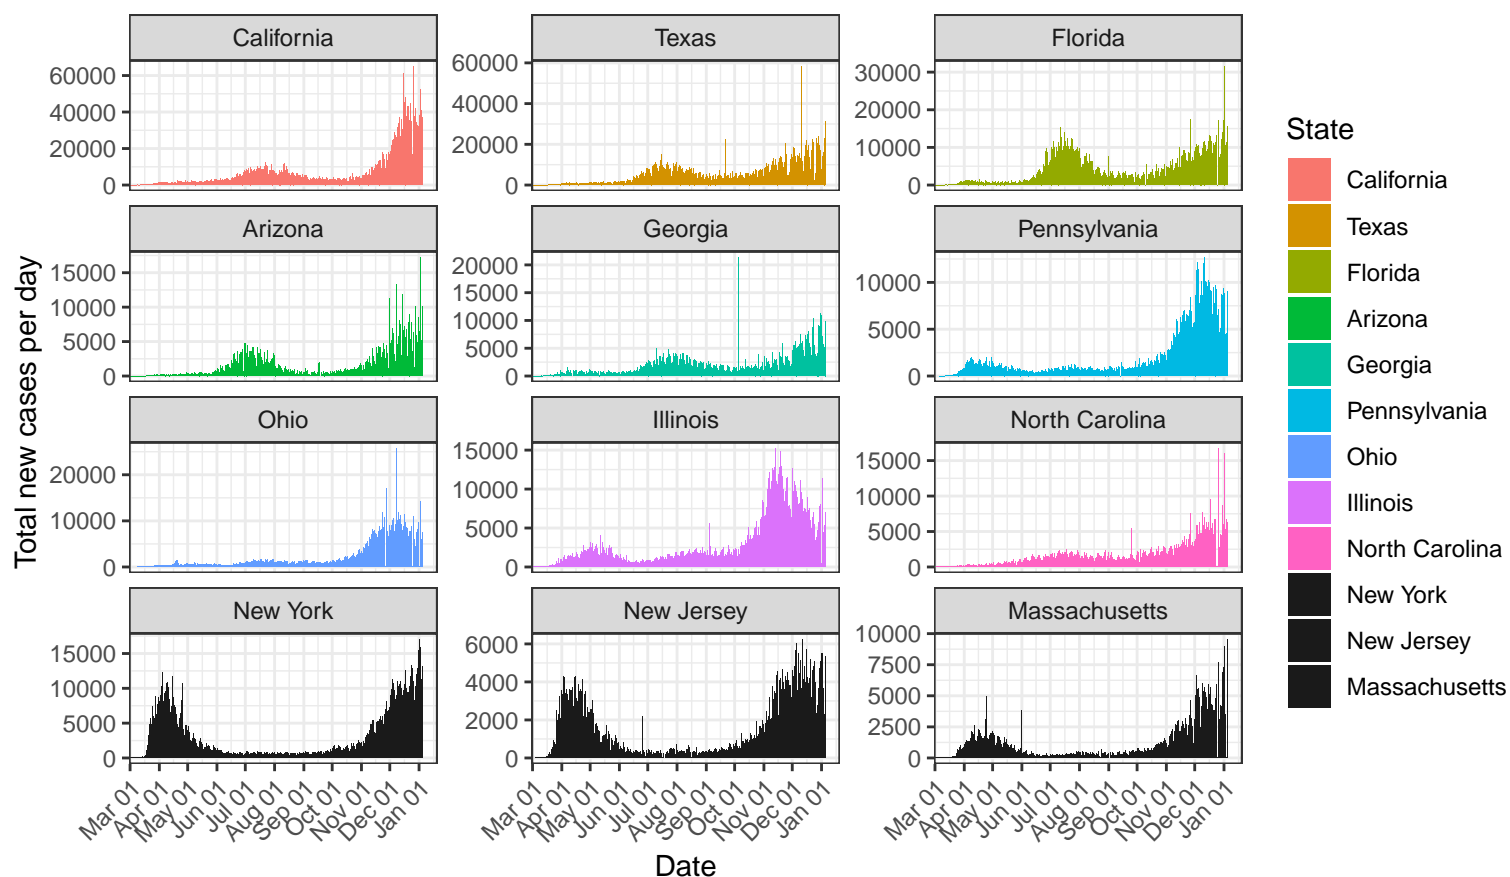 California
Texas
Florida
60000
40000
20000
0
60000
40000
20000
0
30000
20000
10000
0
Arizona
Georgia
Pennsylvania
15000
10000
5000
0
20000
15000
10000
5000
0
10000
5000
0
Ohio
Illinois
North Carolina
20000
10000
0
15000
10000
5000
0
15000
10000
5000
0
New York
New Jersey
Massachusetts
15000
10000
5000
0
6000
4000
2000
0
10000
7500
5000
2500
0
Mar 01
Apr 01
May 01
Jun 01
Jul 01
Aug 01
Sep 01
Oct 01
Nov 01
Dec 01
Jan 01
Mar 01
Apr 01
May 01
Jun 01
Jul 01
Aug 01
Sep 01
Oct 01
Nov 01
Dec 01
Jan 01
Mar 01
Apr 01
May 01
Jun 01
Jul 01
Aug 01
Sep 01
Oct 01
Nov 01
Dec 01
Jan 01
Date
Total new cases per day
State
California
Texas
Florida
Arizona
Georgia
Pennsylvania
Ohio
Illinois
North Carolina
New York
New Jersey
Massachusetts